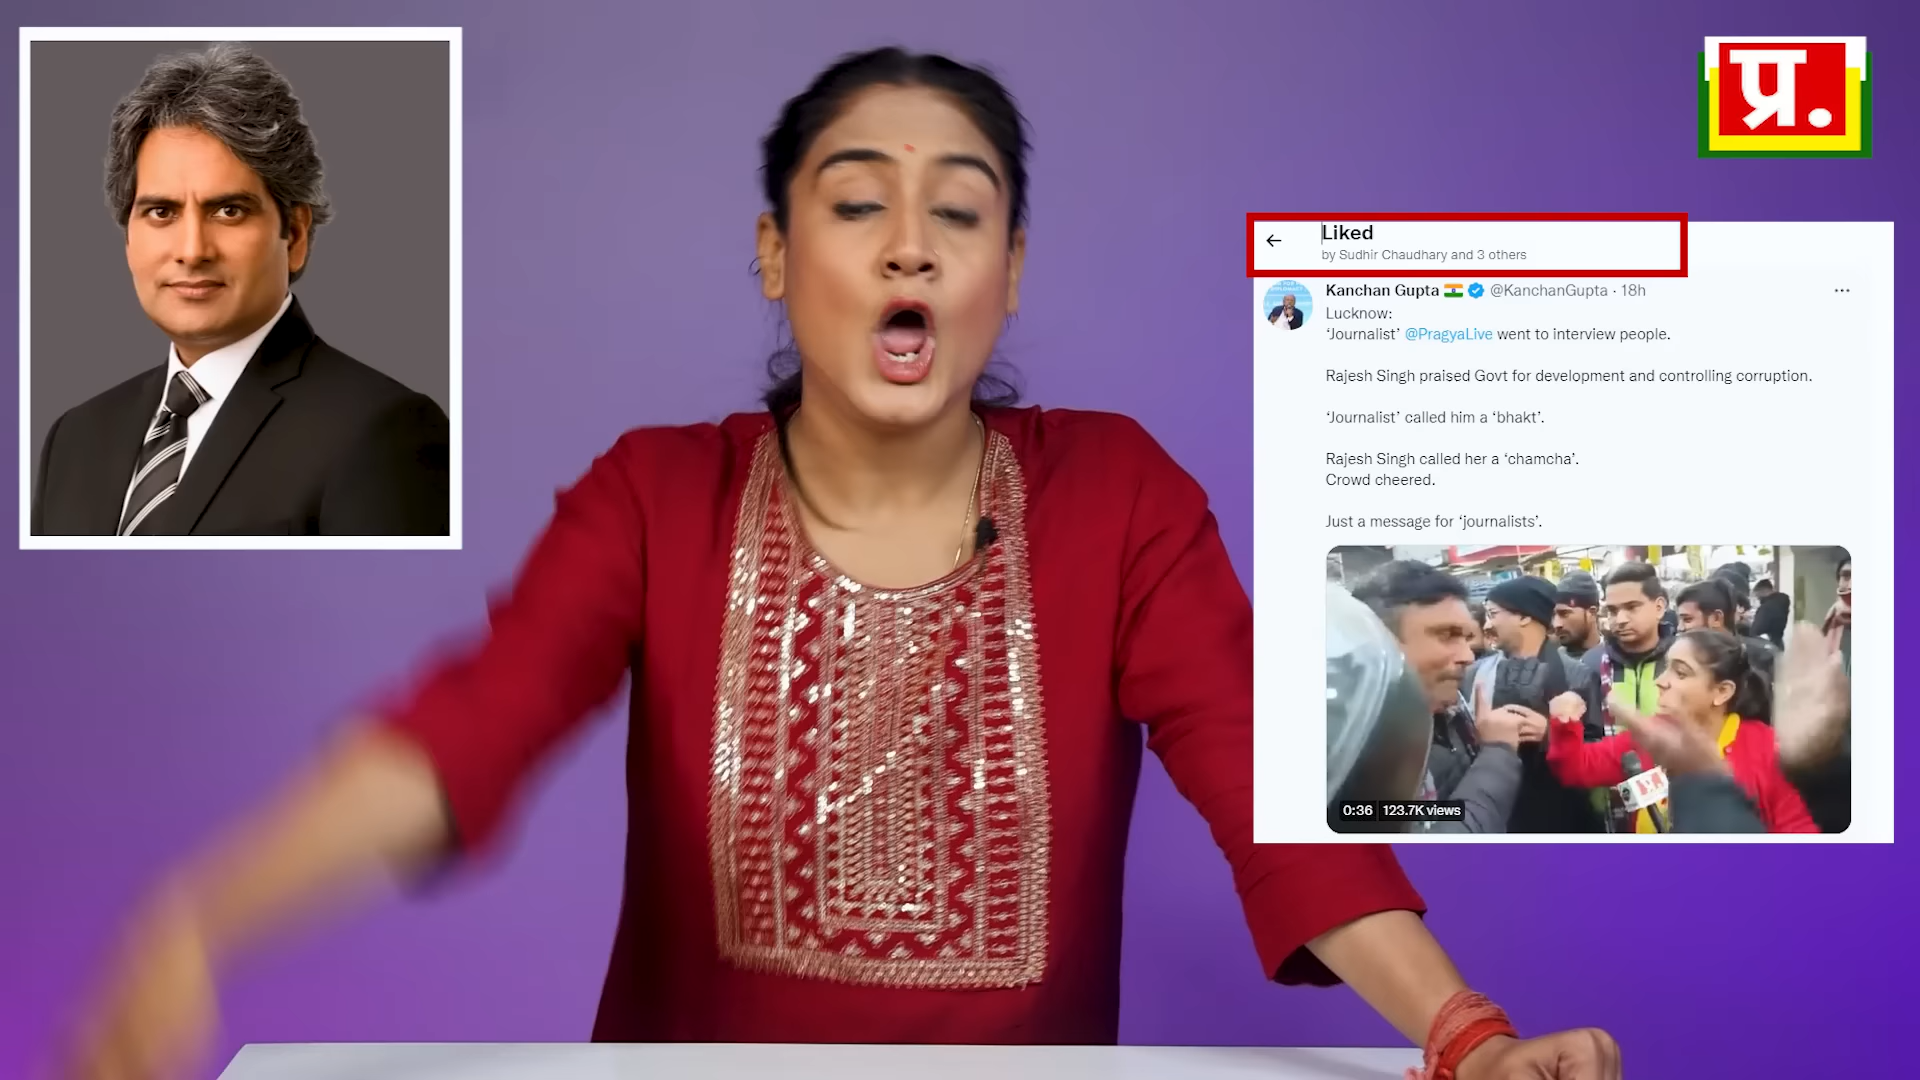 प्र.
Liked
by Sudhir Chaudhary and 3 others
Kanchan Gupta @KanchanGupta · 18h
Lucknow:
‘Journalist’ @PragyaLive went to interview people.
Rajesh Singh praised Govt for development and controlling corruption.
‘Journalist’ called him a ‘bhakt’.
Rajesh Singh called her a ‘chamcha’.
Crowd cheered.
Just a message for ‘journalists’.
0:36 123.7K views